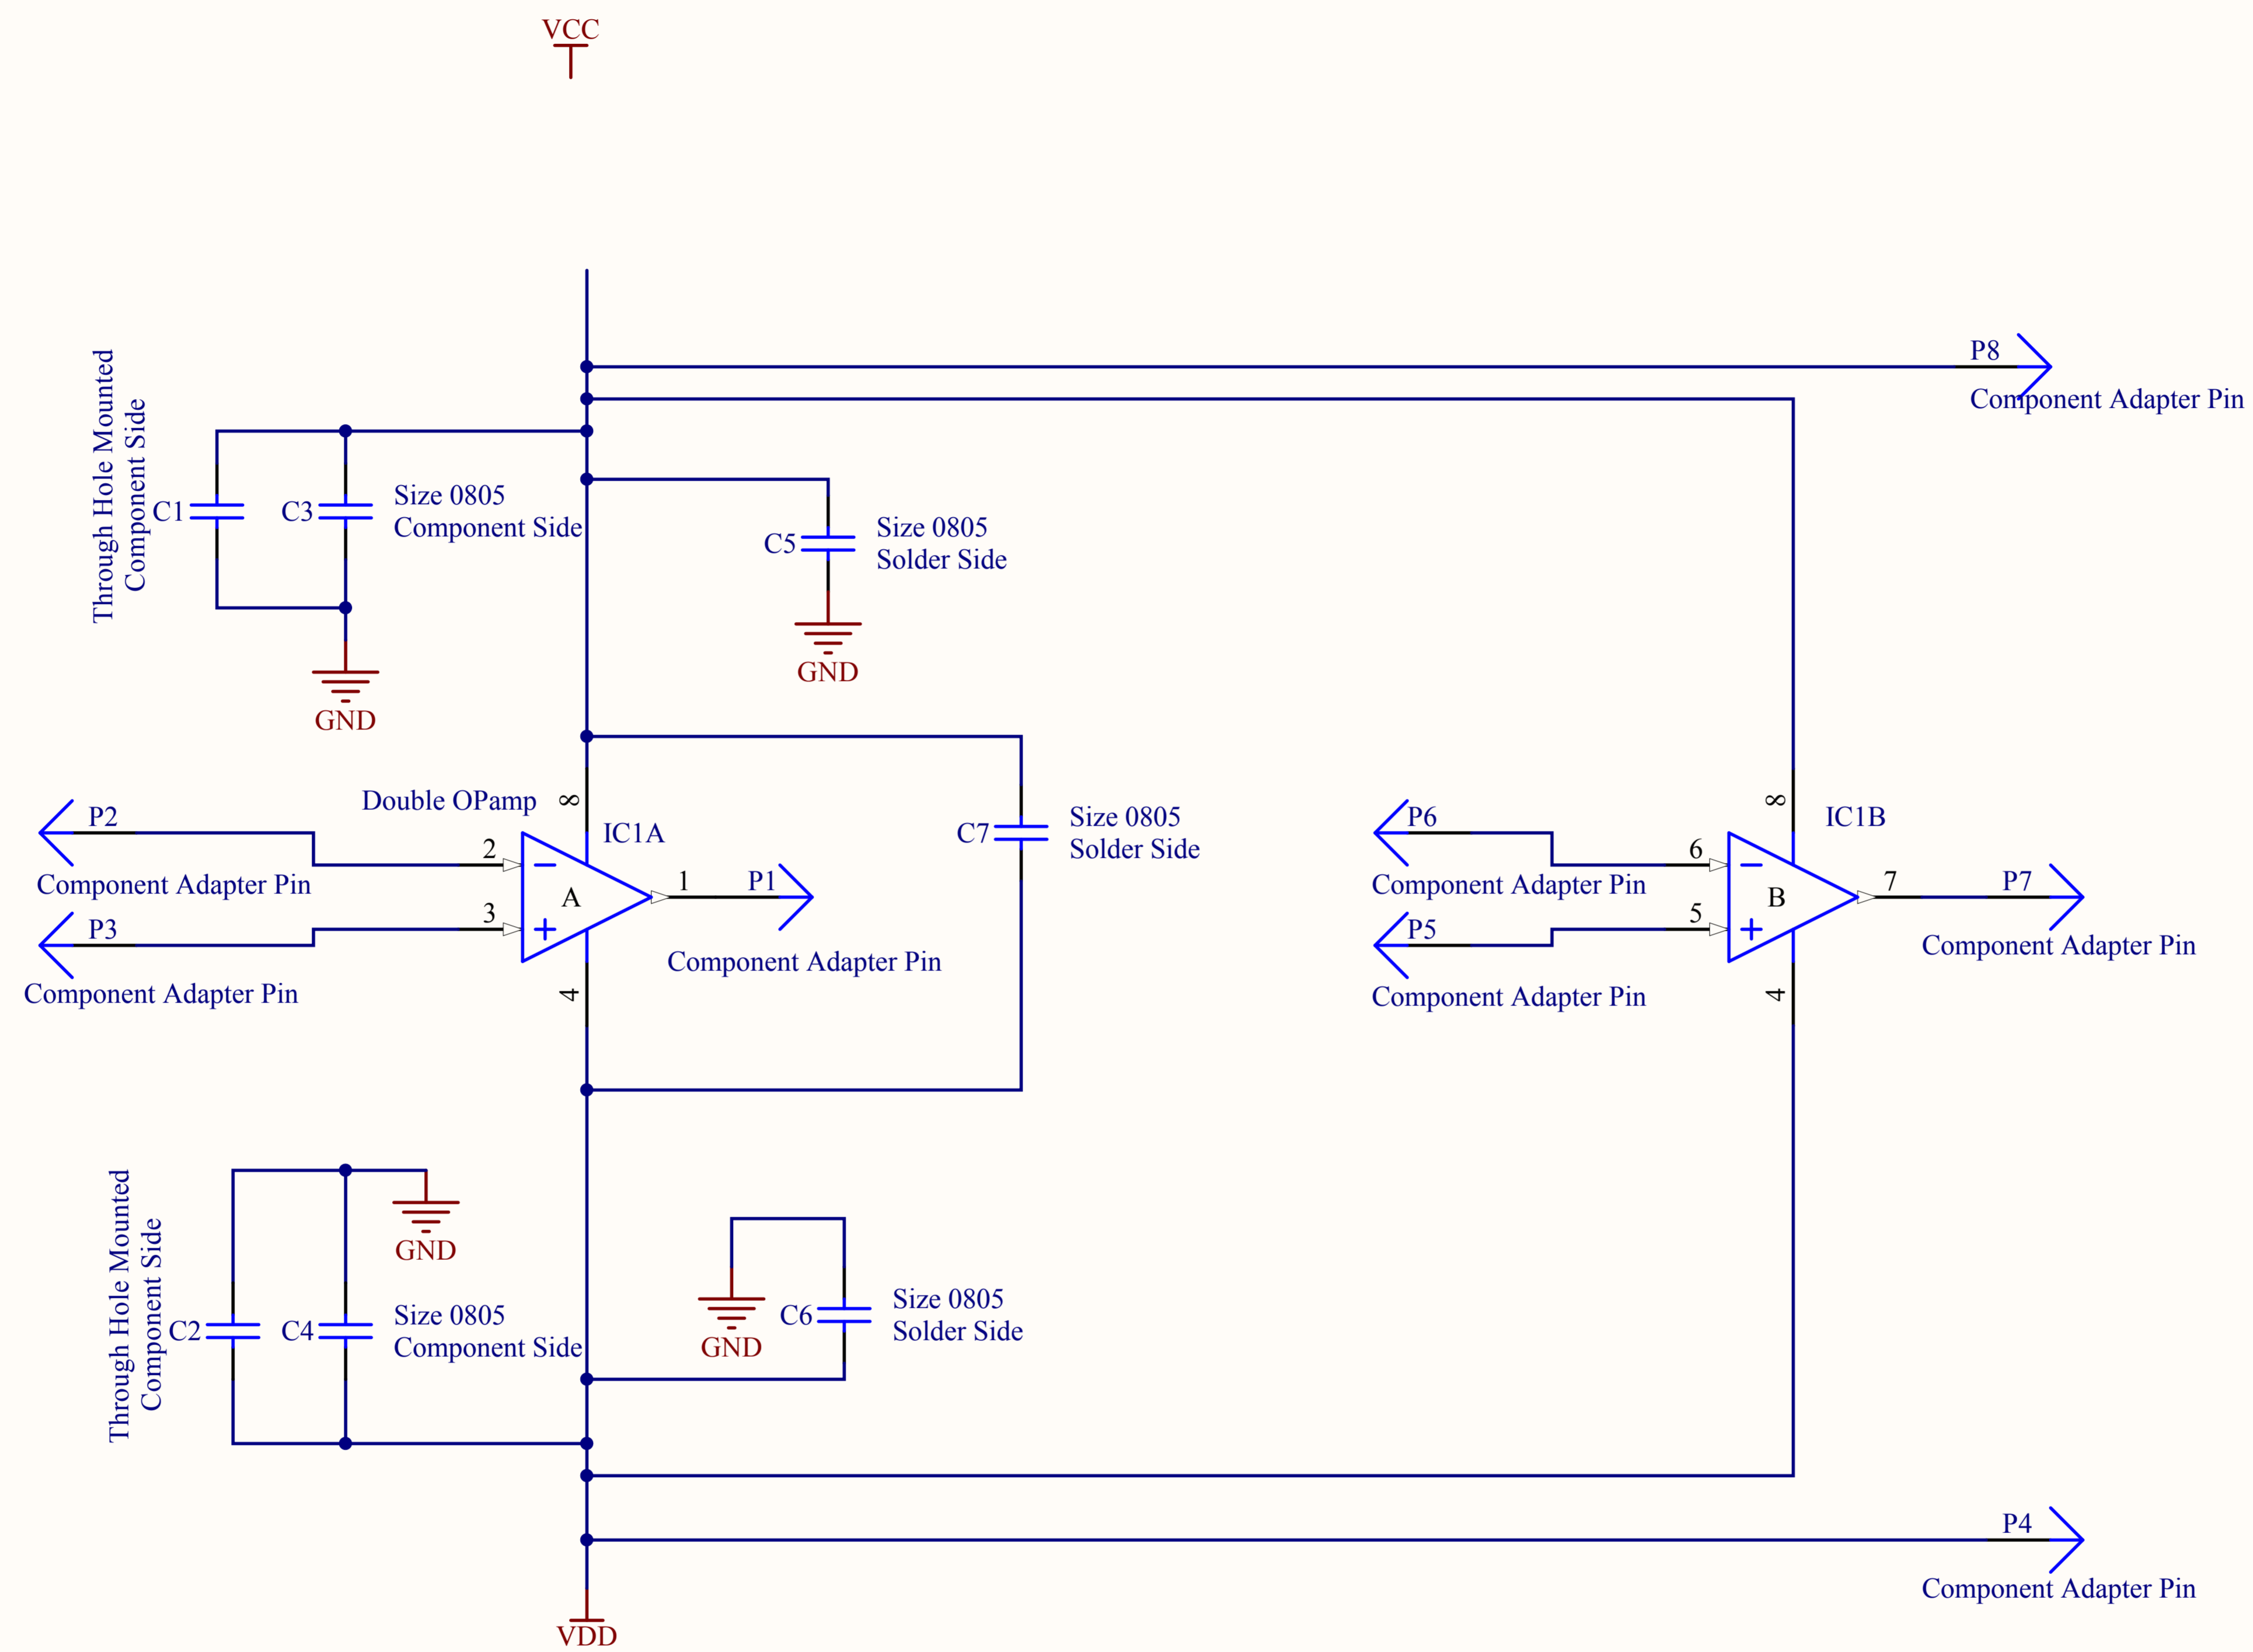 VCC
P8
Component Adapter Pin
Through Hole Mounted
Component Side
C1
C3
Size 0805
Component Side
C5
Size 0805
Solder Side
GND
GND
Double OPamp
8
IC1A
P2
Component Adapter Pin
2
P3
Component Adapter Pin
3
A
1
P1
Component Adapter Pin
4
C7
Size 0805
Solder Side
P6
Component Adapter Pin
6
P5
Component Adapter Pin
5
8
IC1B
B
7
P7
Component Adapter Pin
4
Through Hole Mounted
Component Side
GND
C2
C4
Size 0805
Component Side
GND
C6
Size 0805
Solder Side
P4
Component Adapter Pin
VDD